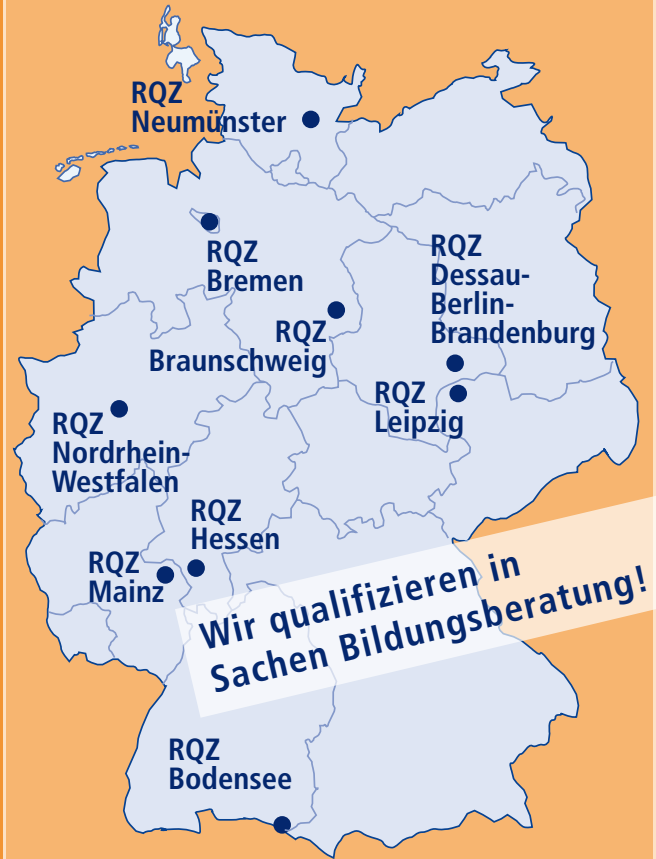 RQZ
Neumünster
RQZ
Bremen
RQZ
Dessau-
Berlin-
Brandenburg
RQZ
Braunschweig
RQZ
Leipzig
RQZ
Nordrhein-
Westfalen
RQZ
Hessen
RQZ
Mainz
Wir qualifizieren in
Sachen Bildungsberatung!
RQZ
Bodensee